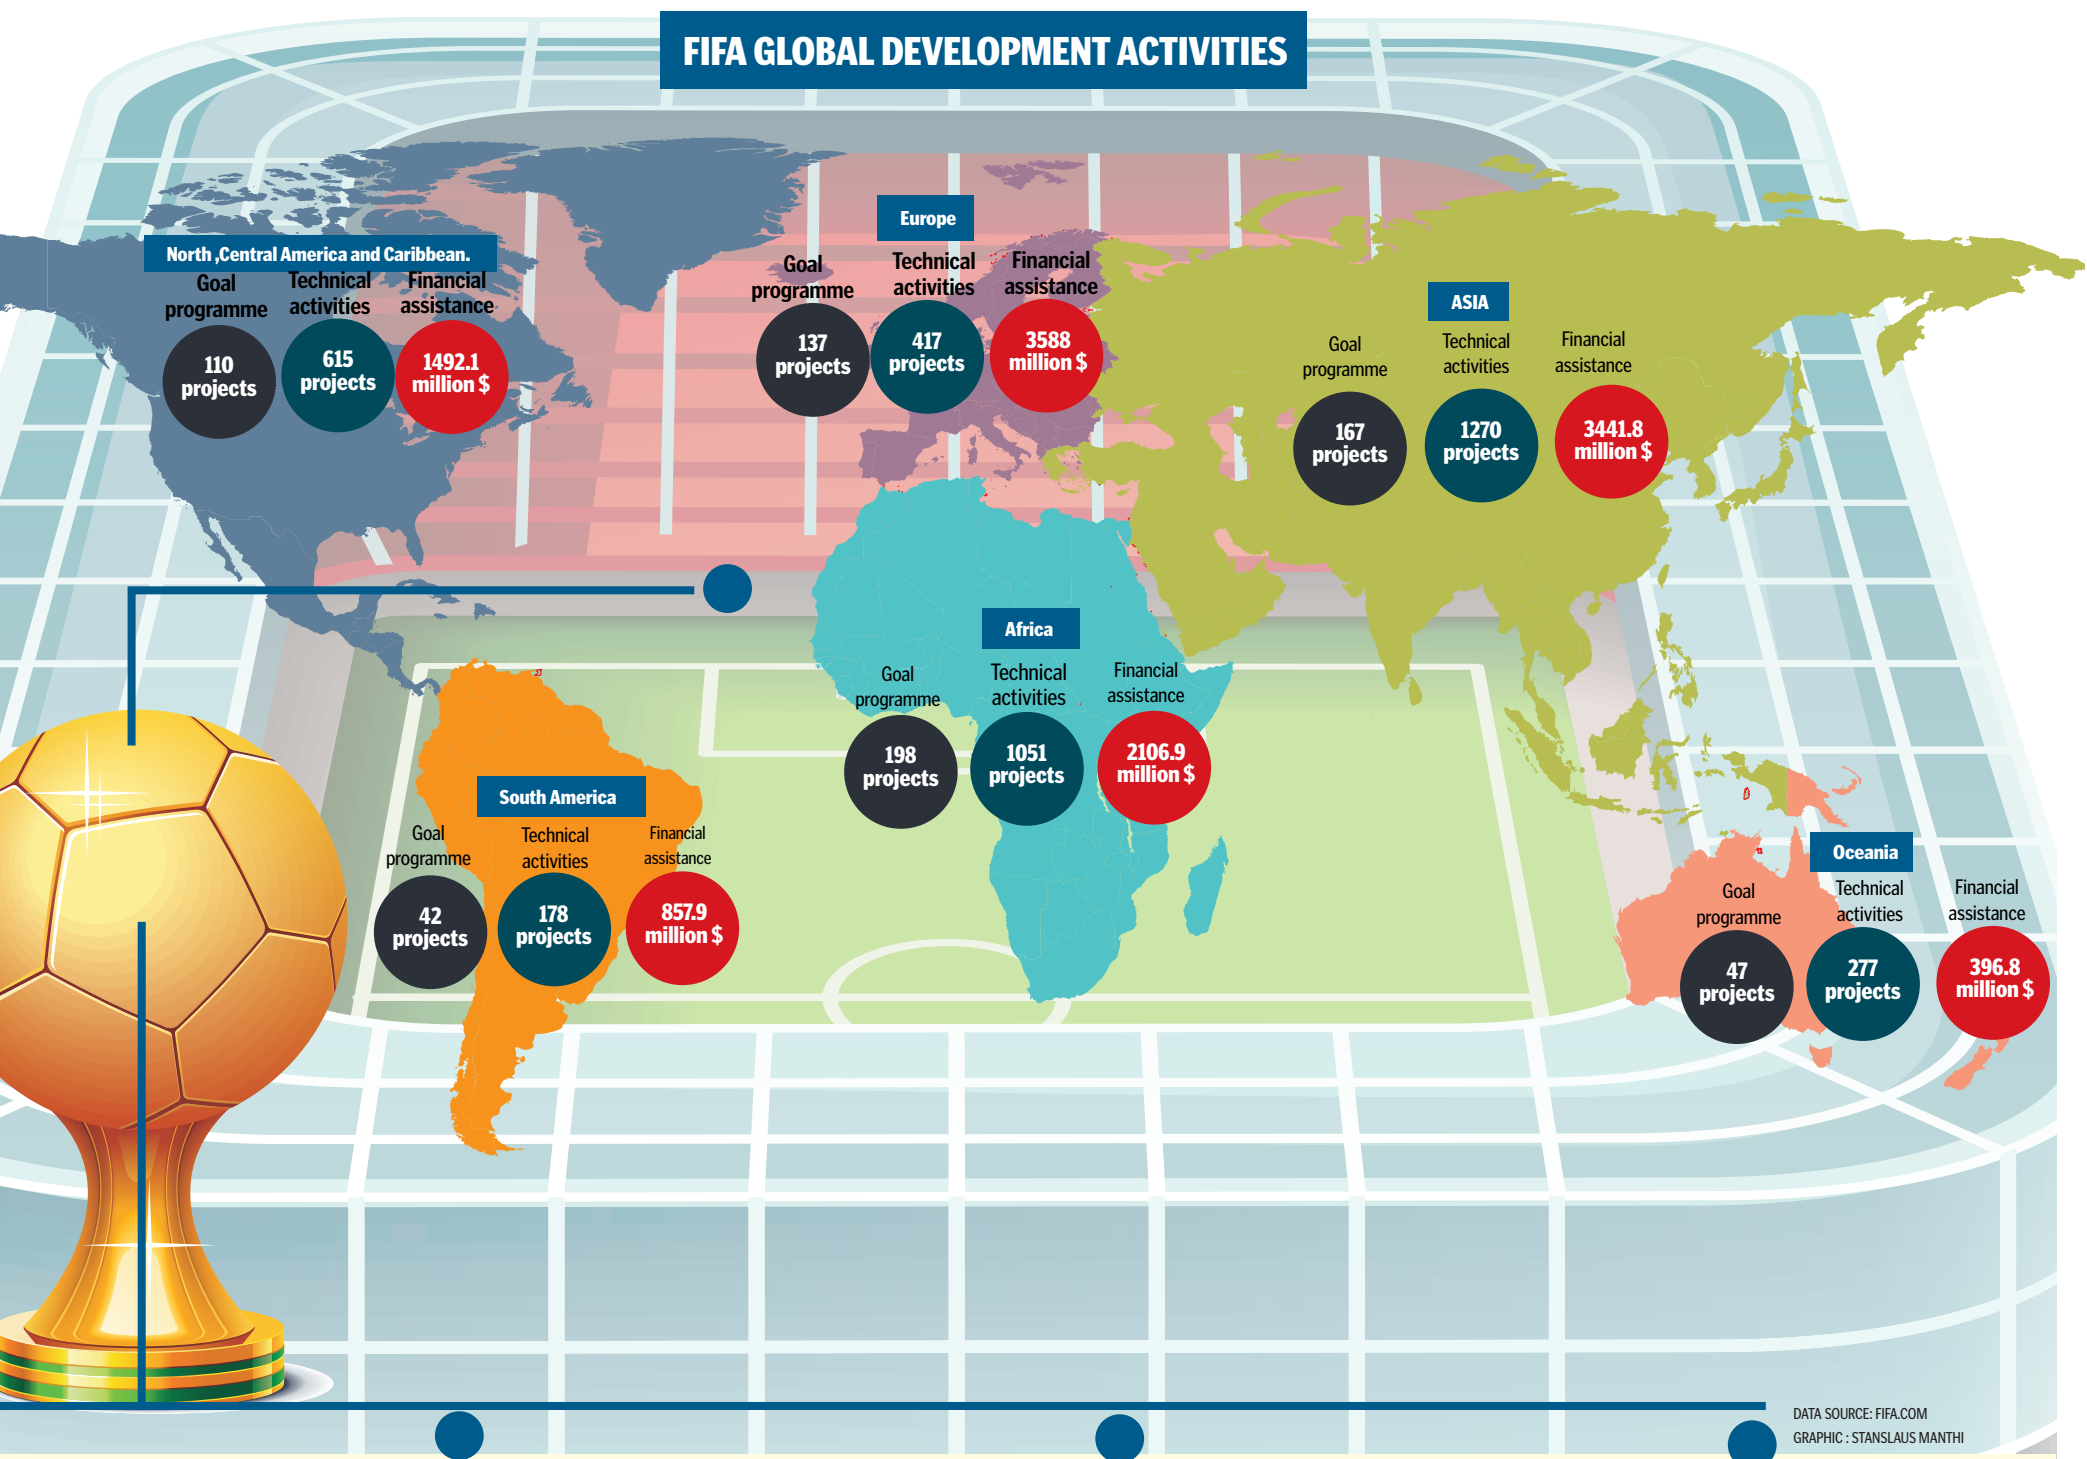 FIFA GLOBAL DEVELOPMENT ACTIVITIES
North ,Central America and Caribbean.
Goal
programme
Technical
activities
Financial
assistance
110
projects
615
projects
1492.1
million $
Europe
Goal
programme
Technical
activities
Financial
assistance
137
projects
417
projects
3588
million $
ASIA
Goal
programme
Technical
activities
Financial
assistance
167
projects
1270
projects
3441.8
million $
Africa
Goal
programme
Technical
activities
Financial
assistance
198
projects
1051
projects
2106.9
million $
South America
Goal
programme
Technical
activities
Financial
assistance
42
projects
178
projects
857.9
million $
Oceania
Goal
programme
Technical
activities
Financial
assistance
47
projects
277
projects
396.8
million $
DATA SOURCE: FIFA.COM
GRAPHIC : STANSLAUS MANTHI